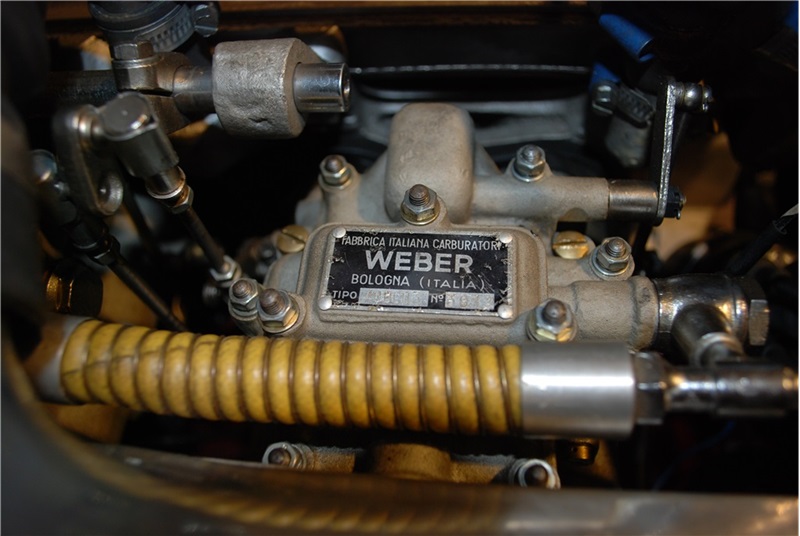 FABBRICA ITALIANA CARBURATORI
WEBER
BOLOGNA (ITALIA)
TIPO Nº